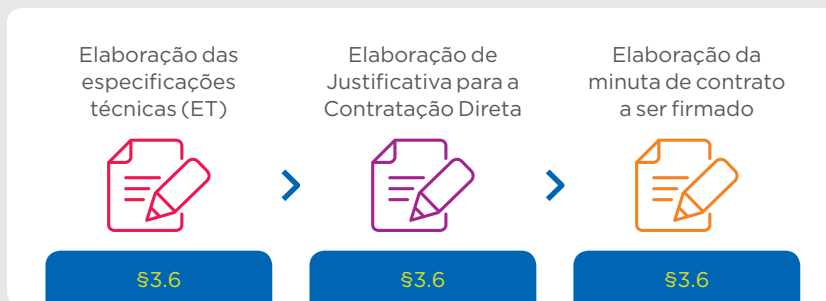 Elaboração das
especificações
técnicas (ET)
Elaboração de
Justificativa para a
Contratação Direta
Elaboração da
minuta de contrato
a ser firmado
§3.6
§3.6
§3.6